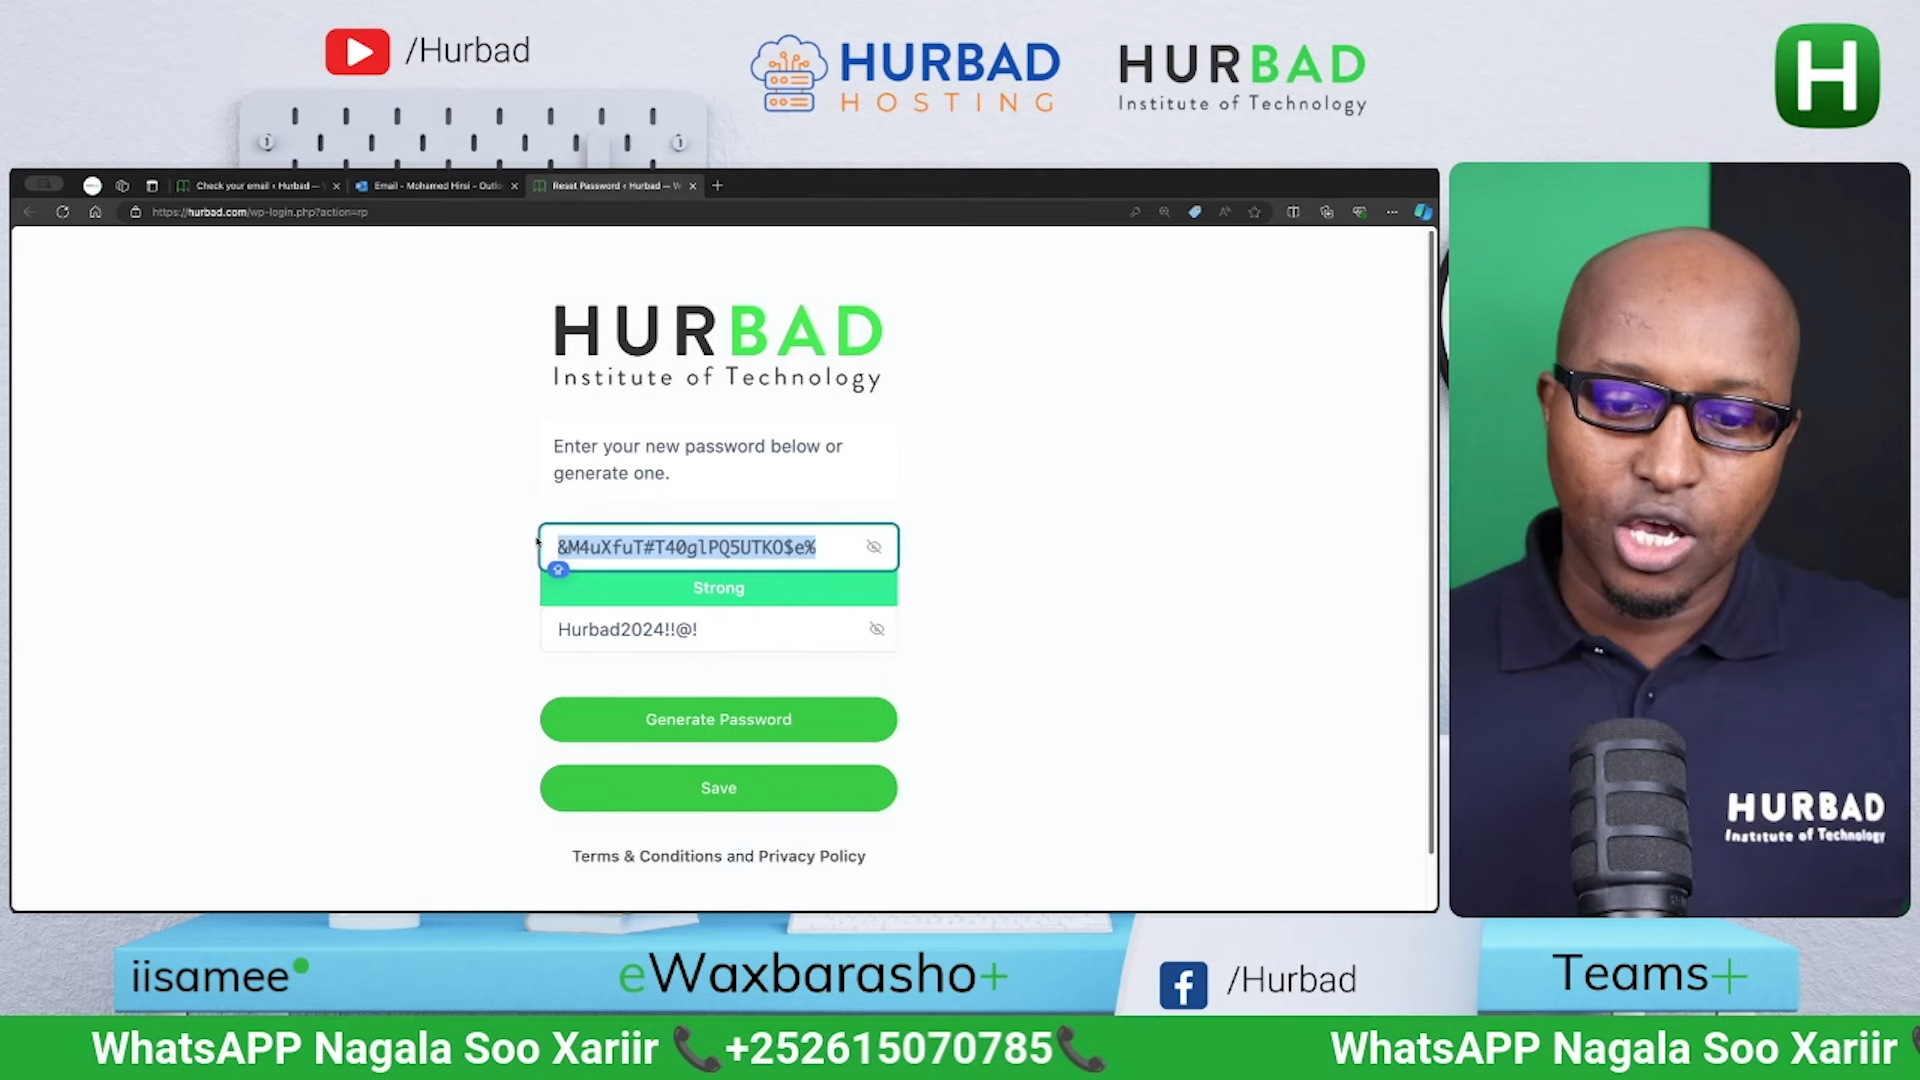 /Hurbad
HURBAD
HOSTING
HURBAD
Institute of Technology
H
Check your email ‹ Hurbad —
Email - Mohamed Hirsi - Outlo
Reset Password ‹ Hurbad — W
https://hurbad.com/wp-login.php?action=rp
HURBAD
Institute of Technology
Enter your new password below or
generate one.
&M4uXfuT#T40glPQ5UTKO$e%
Strong
Hurbad2024!!@!
Generate Password
Save
Terms & Conditions and Privacy Policy
HURBAD
Institute of Technology
iisamee
eWaxbarasho+
/Hurbad
Teams+
WhatsAPP Nagala Soo Xariir 📞+252615070785📞
WhatsAPP Nagala Soo Xariir